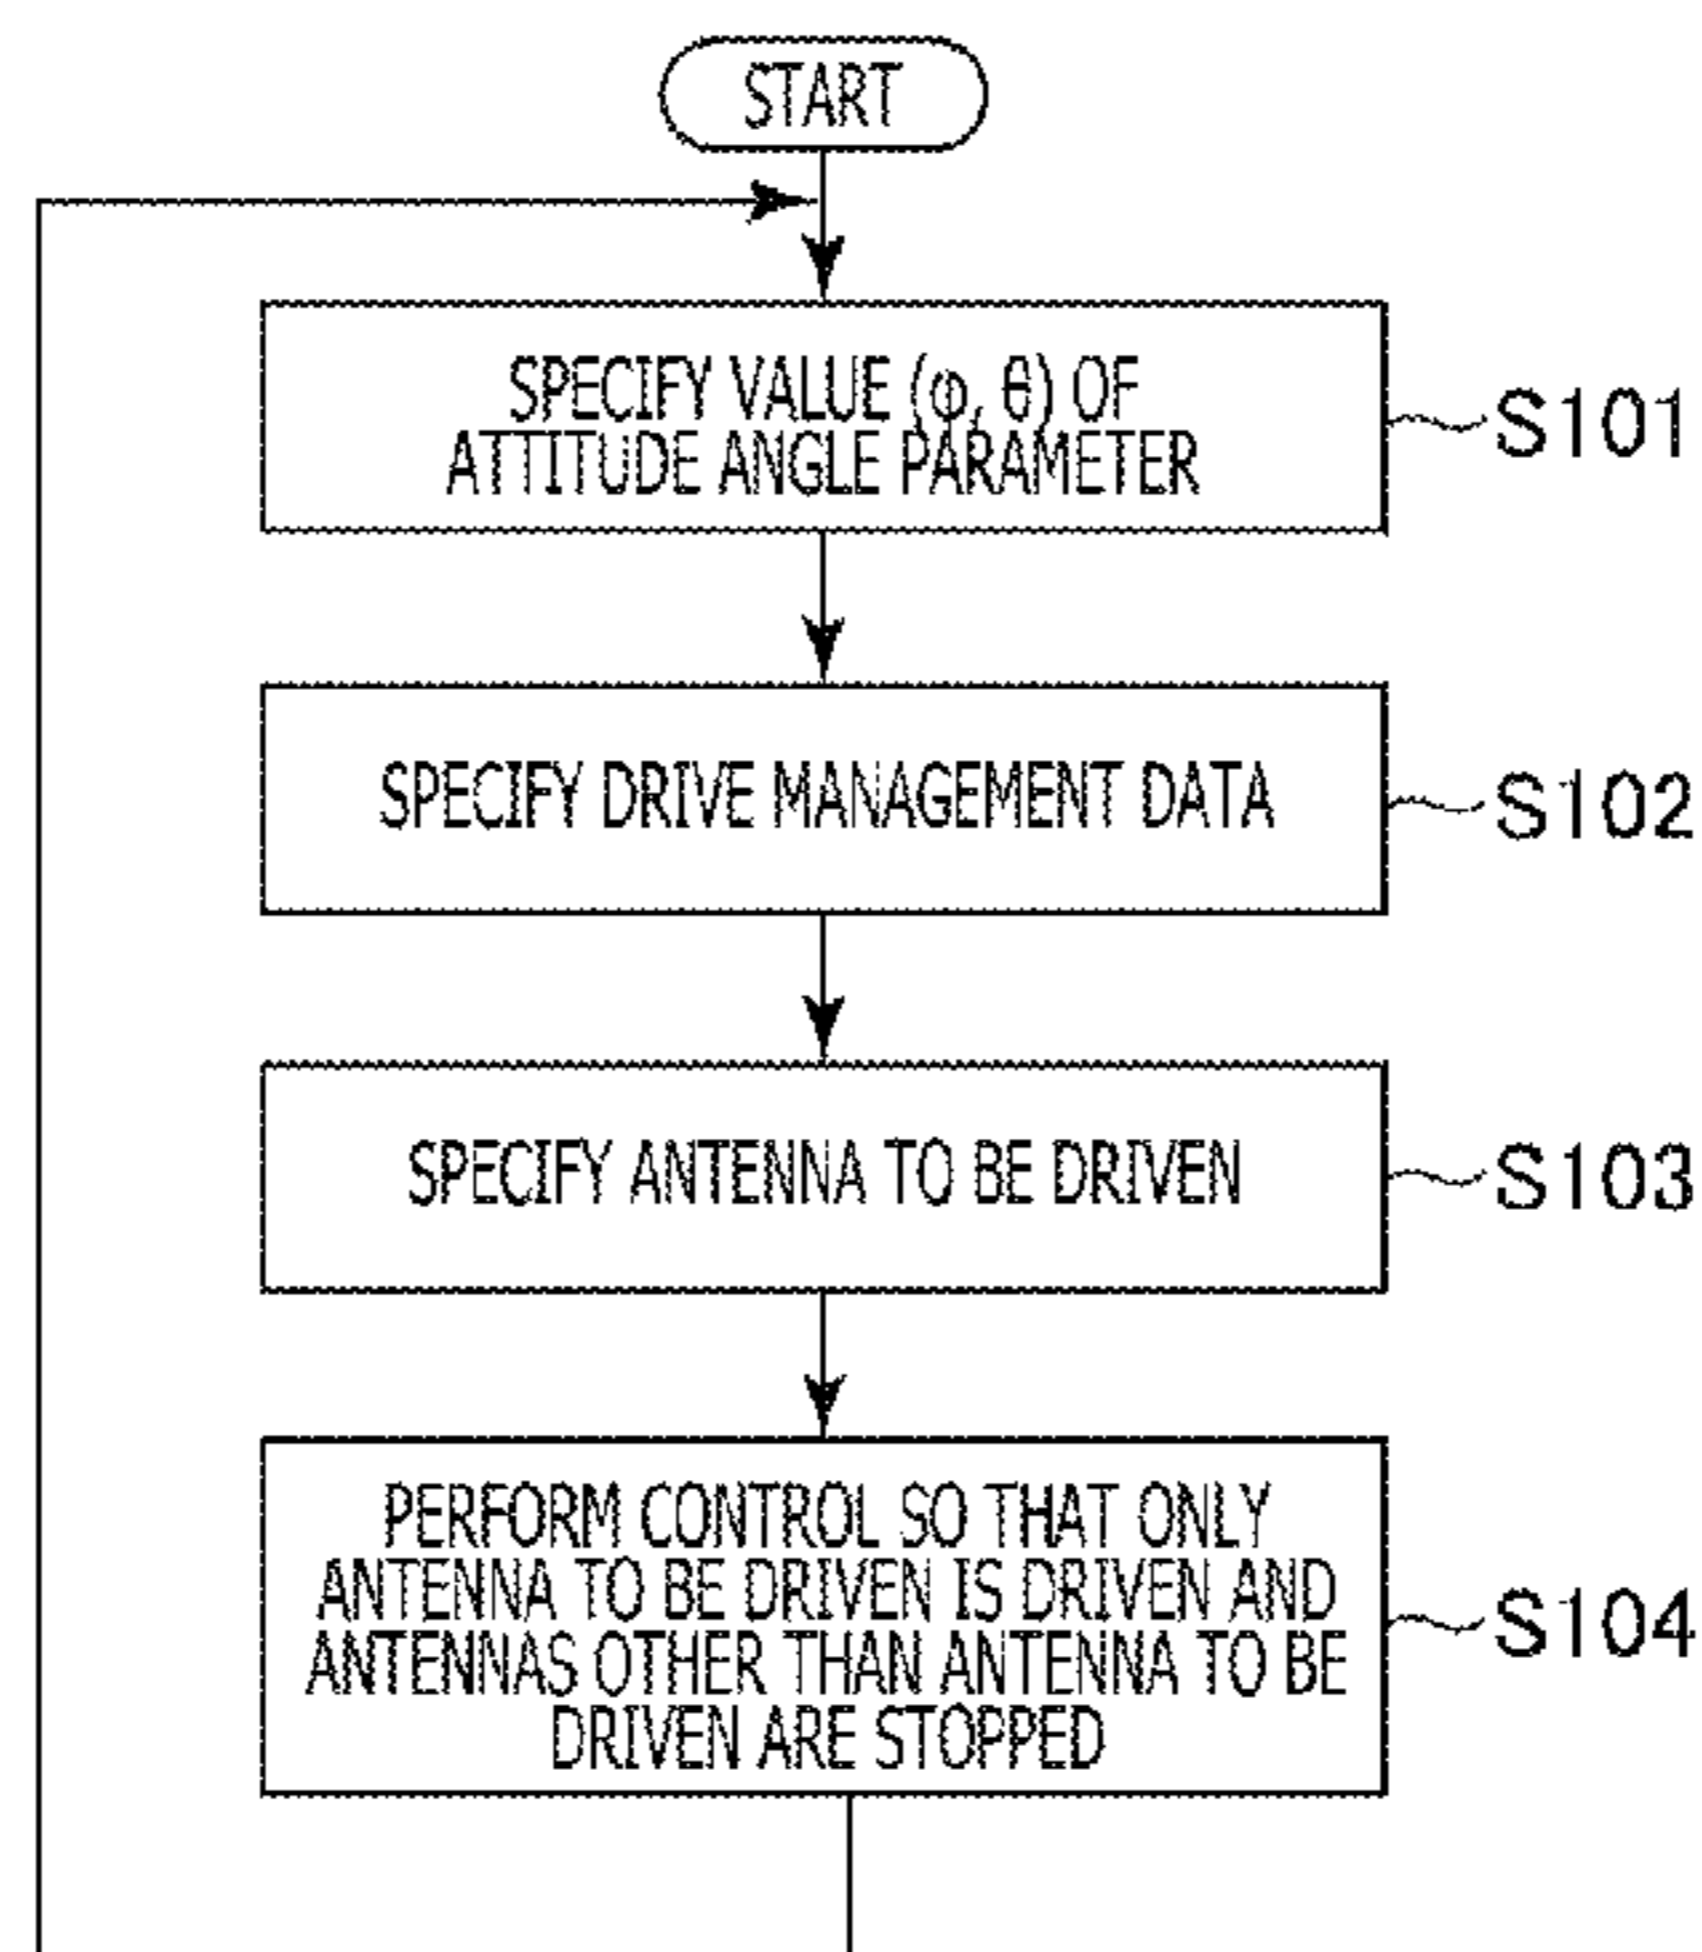 START
SPECIFY VALUE (φ, θ) OF
ATTITUDE ANGLE PARAMETER
S101
SPECIFY DRIVE MANAGEMENT DATA
S102
SPECIFY ANTENNA TO BE DRIVEN
S103
PERFORM CONTROL SO THAT ONLY
ANTENNA TO BE DRIVEN IS DRIVEN AND
ANTENNAS OTHER THAN ANTENNA TO BE
DRIVEN ARE STOPPED
S104